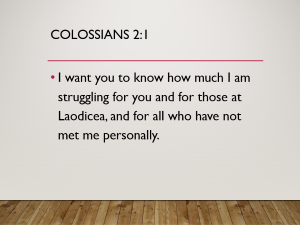 COLOSSIANS 2:1
• I want you to know how much I am
struggling for you and for those at
Laodicea, and for all who have not
met me personally.